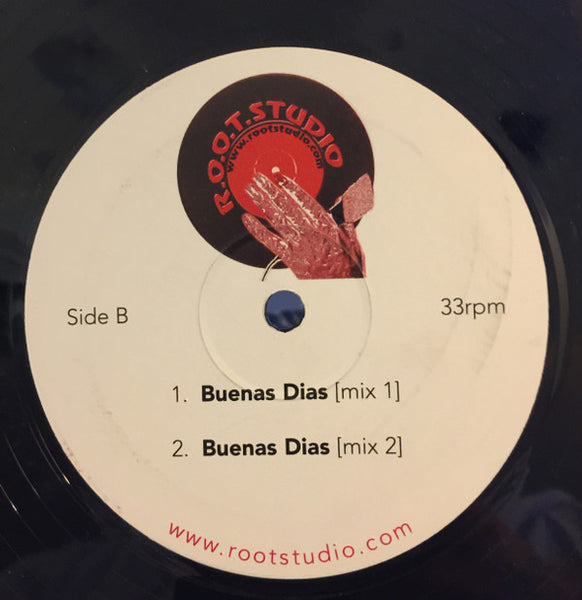 R.O.O.T.STUDIO
www.rootstudio.com
Side B
33rpm
1. Buenas Dias [mix 1]
2. Buenas Dias [mix 2]
www.rootstudio.com